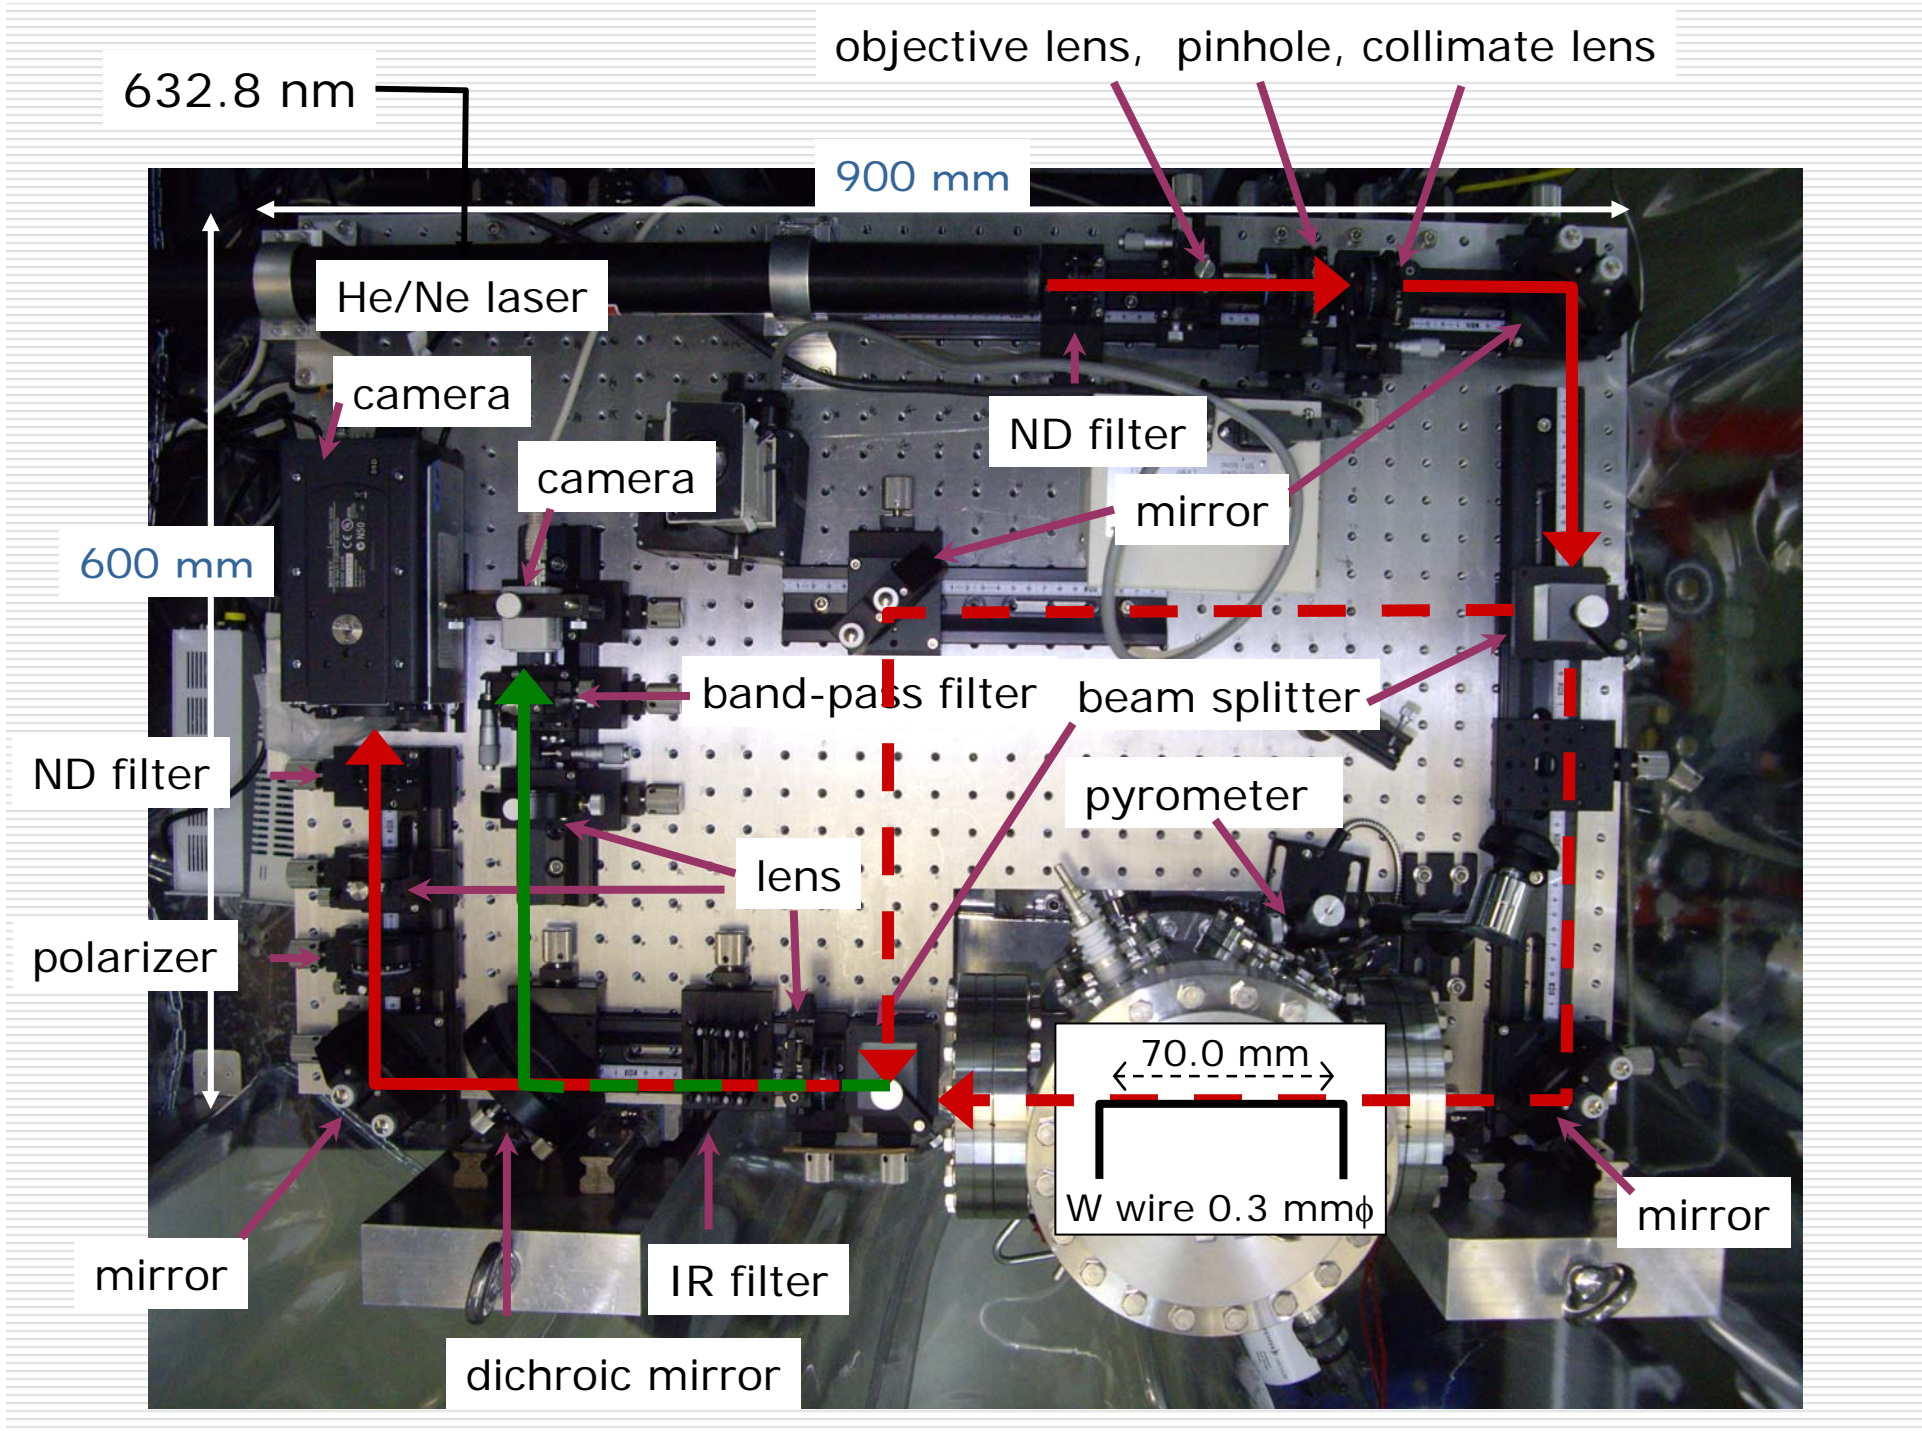 objective lens, pinhole, collimate lens
632.8 nm
900 mm
He/Ne laser
camera
ND filter
camera
mirror
600 mm
band-pass filter
beam splitter
ND filter
pyrometer
lens
polarizer
70.0 mm
W wire 0.3 mmϕ
mirror
mirror
IR filter
dichroic mirror